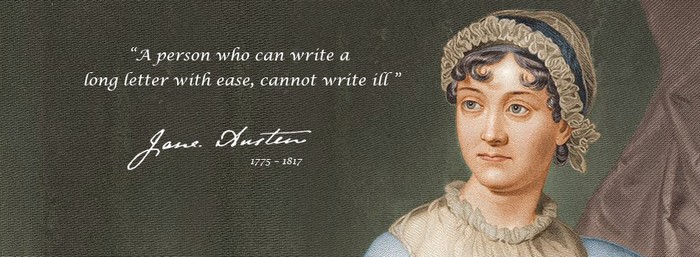 “A person who can write a
long letter with ease, cannot write ill”
Jane Austen
1775 – 1817